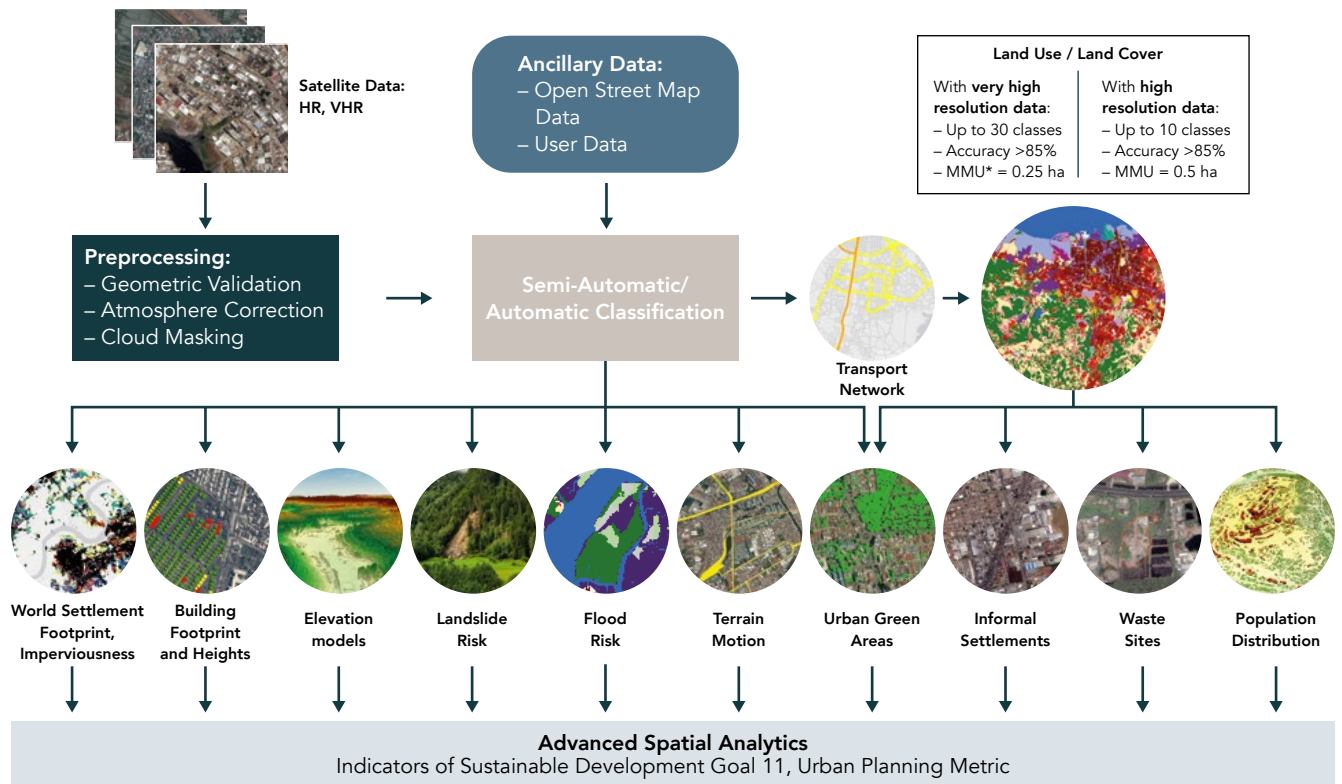 Satellite Data:
HR, VHR
Ancillary Data:
– Open Street Map
Data
– User Data
Land Use / Land Cover
With very high
resolution data:
– Up to 30 classes
– Accuracy >85%
– MMU* = 0.25 ha
With high
resolution data:
– Up to 10 classes
– Accuracy >85%
– MMU = 0.5 ha
Preprocessing:
– Geometric Validation
– Atmosphere Correction
– Cloud Masking
Semi-Automatic/
Automatic Classification
Transport
Network
World Settlement
Footprint,
Imperviousness
Building
Footprint
and Heights
Elevation
models
Landslide
Risk
Flood
Risk
Terrain
Motion
Urban Green
Areas
Informal
Settlements
Waste
Sites
Population
Distribution
Advanced Spatial Analytics
Indicators of Sustainable Development Goal 11, Urban Planning Metric